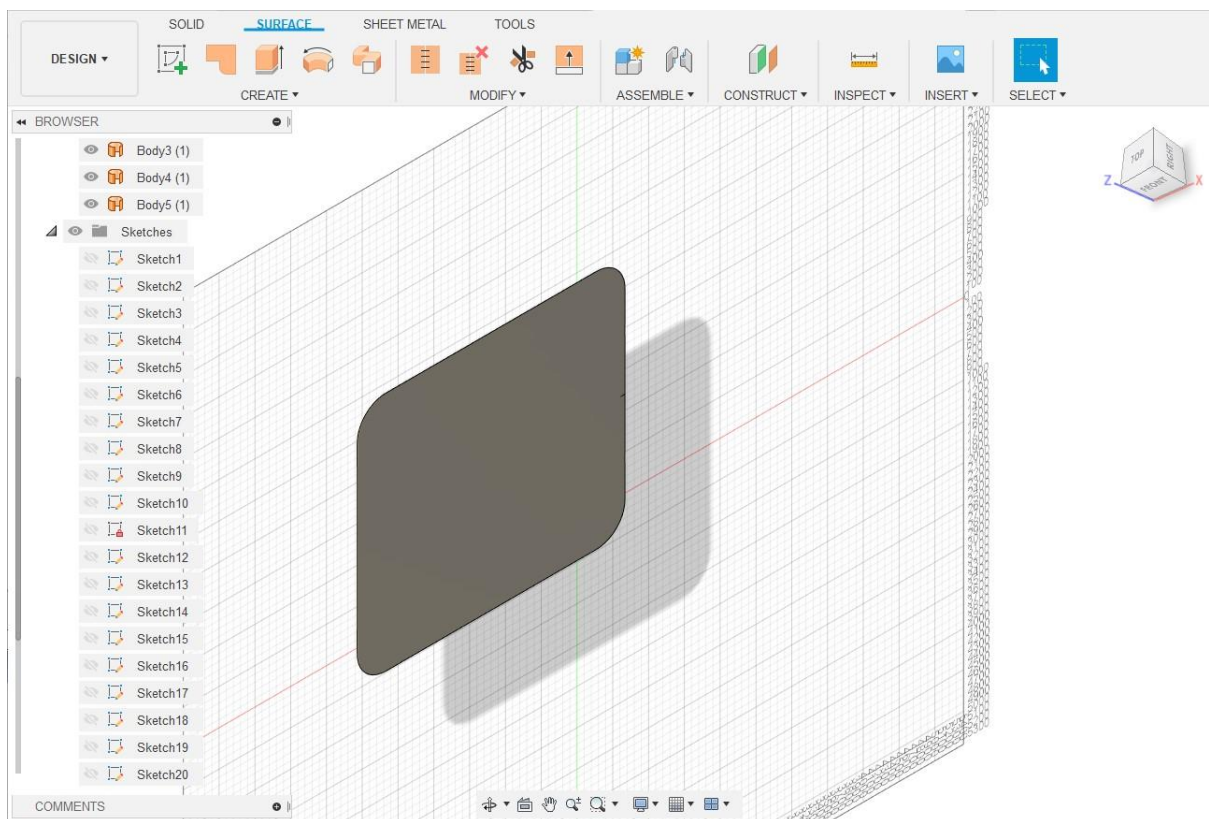 SOLID SURFACE SHEET METAL TOOLS
DESIGN ▾
CREATE ▾ MODIFY ▾ ASSEMBLE ▾ CONSTRUCT ▾ INSPECT ▾ INSERT ▾ SELECT ▾
BROWSER
Body3 (1)
Body4 (1)
Body5 (1)
Sketches
Sketch1
Sketch2
Sketch3
Sketch4
Sketch5
Sketch6
Sketch7
Sketch8
Sketch9
Sketch10
Sketch11
Sketch12
Sketch13
Sketch14
Sketch15
Sketch16
Sketch17
Sketch18
Sketch19
Sketch20
COMMENTS
TOP RIGHT
FRONT
Z X